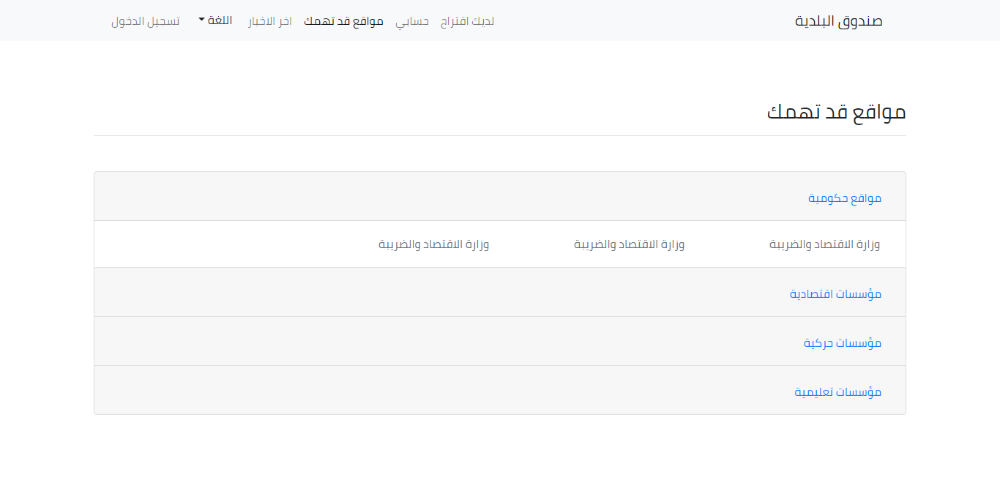 صندوق البلدية
لديك اقتراح
حسابي
مواقع قد تهمك
اخر الاخبار
اللغة
تسجيل الدخول
مواقع قد تهمك
مواقع حكومية
وزارة الاقتصاد والضريبة وزارة الاقتصاد والضريبة وزارة الاقتصاد والضريبة
مؤسسات اقتصادية
مؤسسات حركية
مؤسسات تعليمية